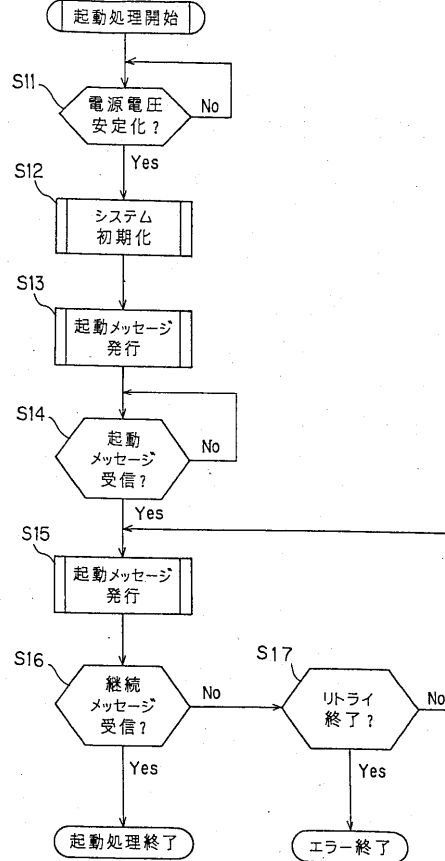 起動処理開始
S11
電源電圧
安定化?
No
Yes
S12
システム
初期化
S13
起動メッセージ
発行
S14
起動
メッセージ
受信?
No
Yes
S15
起動メッセージ
発行
S16
継続
メッセージ
受信?
No
Yes
S17
リトライ
終了?
No
Yes
起動処理終了
エラー終了